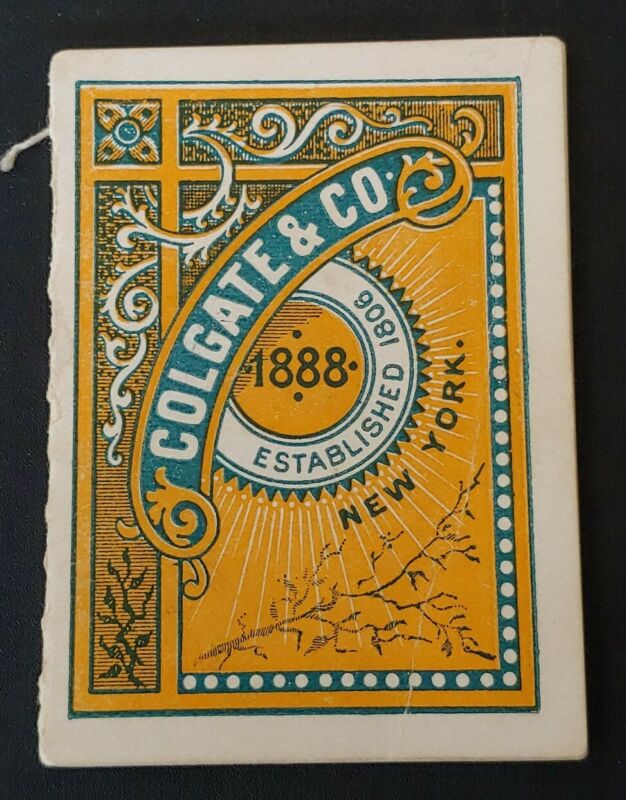 COLGATE & CO.
1888
ESTABLISHED 1806
NEW YORK.